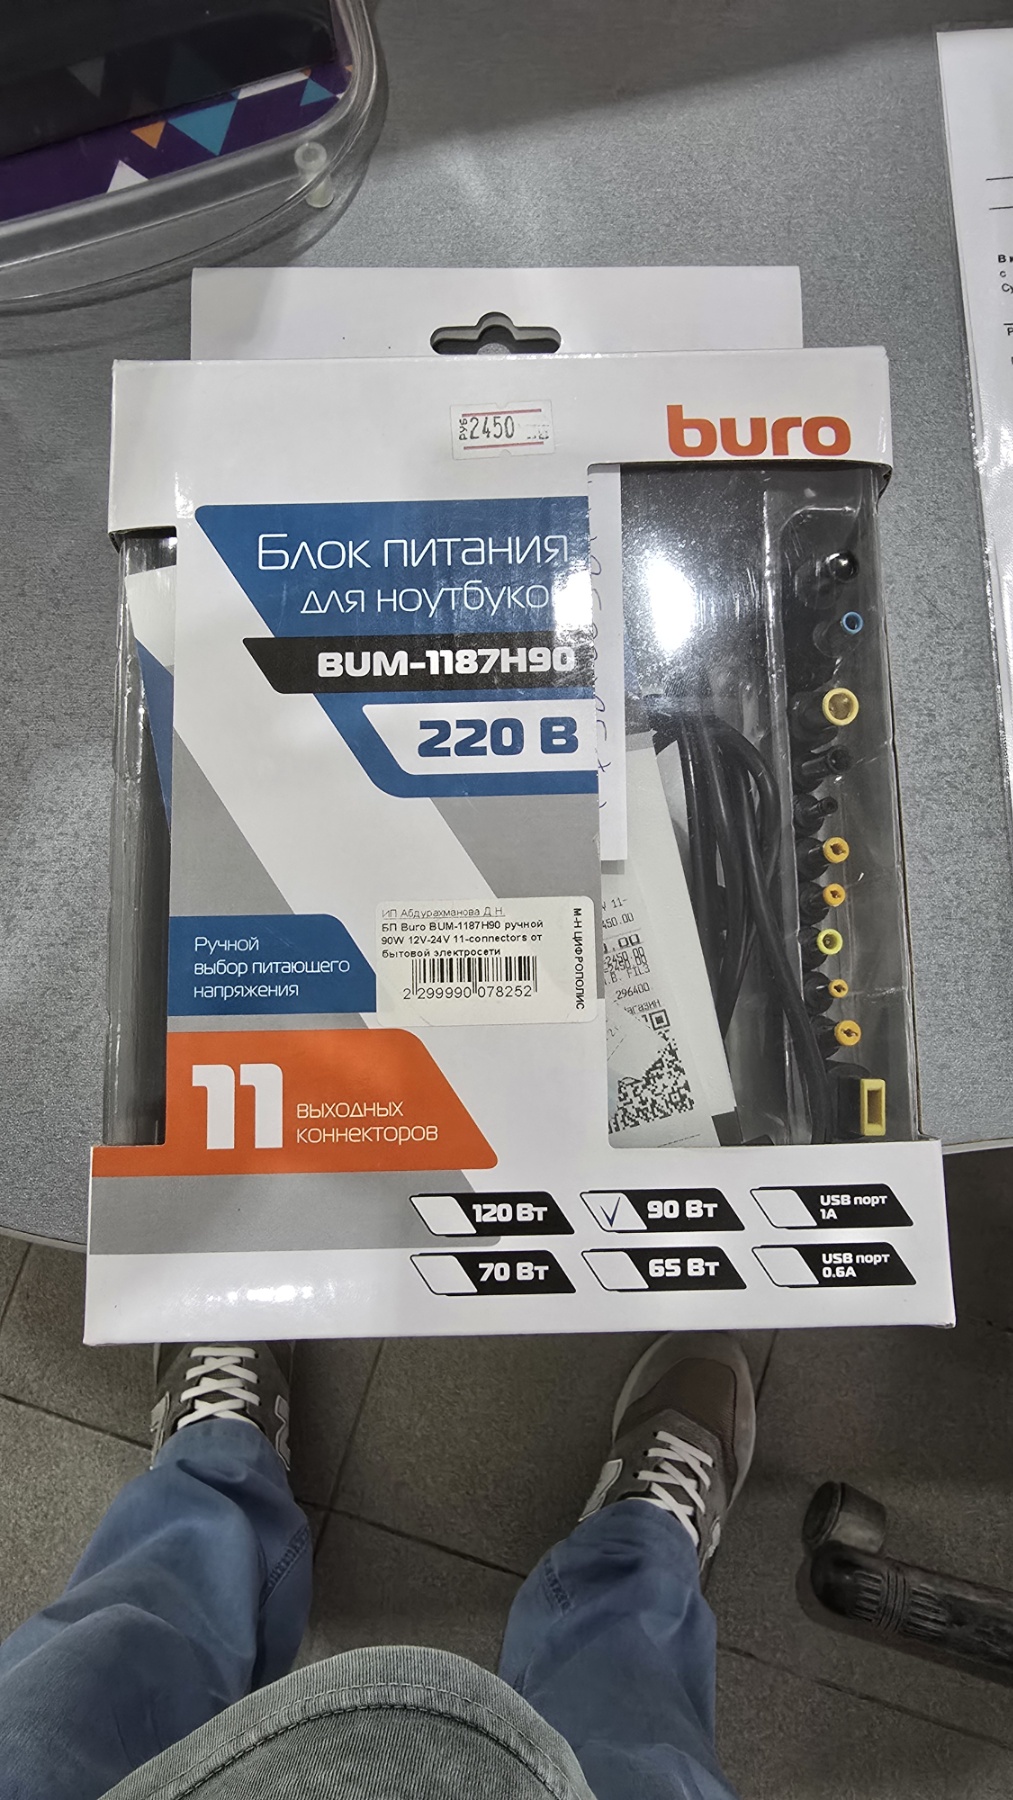 РУБ 2450
buro
Блок питания
для ноутбуков
BUM-1187H90
220 В
ИП Абдурахманова Д.Н.
БП Buro BUM-1187H90 ручной
90W 12V-24V 11-connectors от
бытовой электросети
2 299990 078252
М-Н ЦИФРОПОЛИС
Ручной
выбор питающего
напряжения
11
выходных
коннекторов
120 Вт
90 Вт
USB порт
1A
70 Вт
65 Вт
USB порт
0.6A
296400